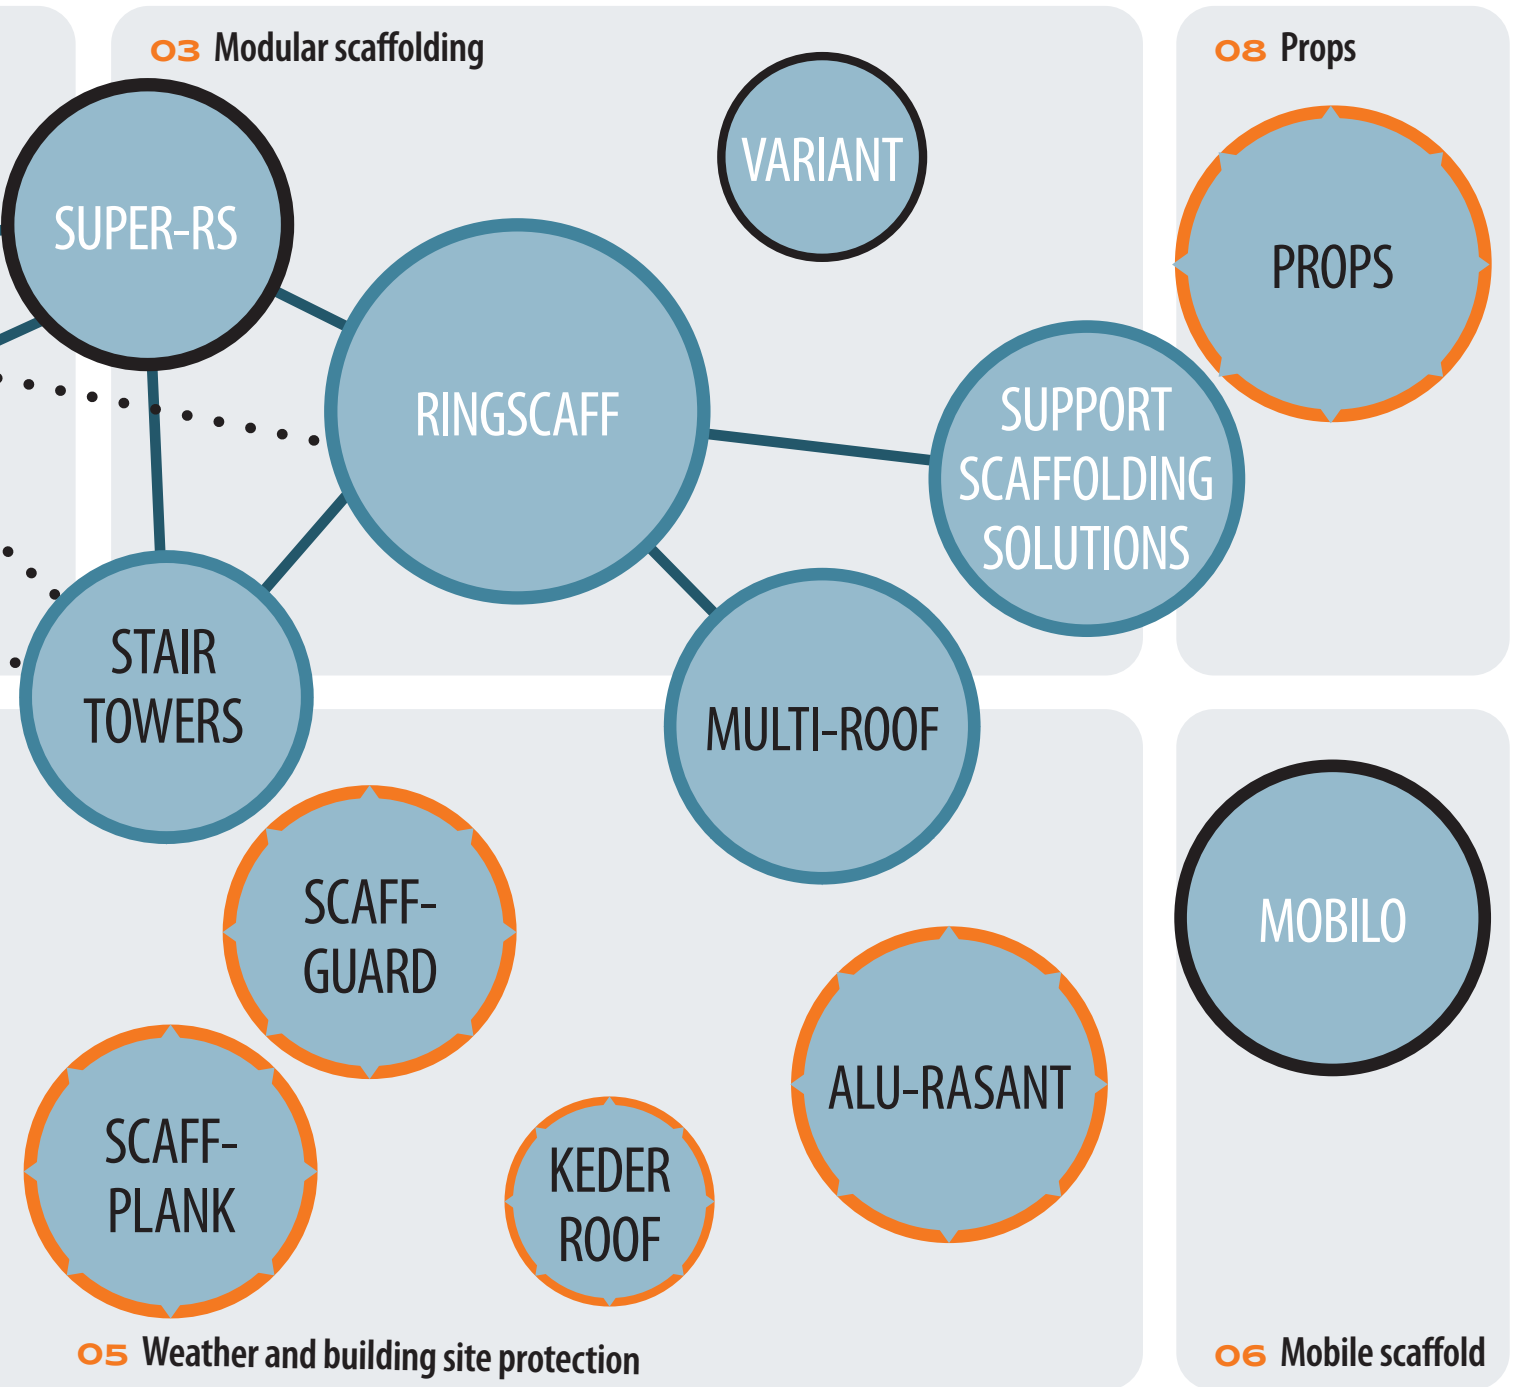 03 Modular scaffolding
08 Props
VARIANT
SUPER-RS
PROPS
RINGSCAFF
SUPPORT
SCAFFOLDING
SOLUTIONS
STAIR
TOWERS
MULTI-ROOF
SCAFF-
GUARD
MOBILO
ALU-RASANT
SCAFF-
PLANK
KEDER
ROOF
05 Weather and building site protection
06 Mobile scaffold